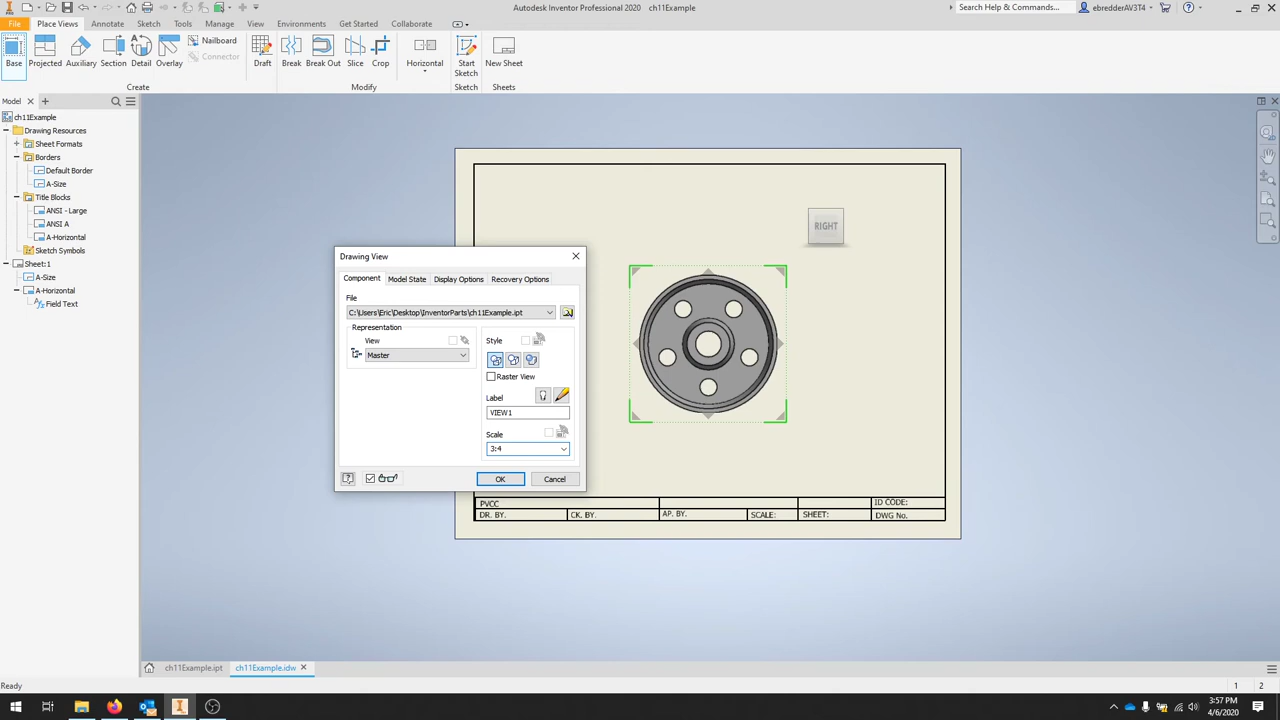 Autodesk Inventor Professional 2020 ch11Example
Search Help & Commands...
ebredderAV3T4
File Place Views Annotate Sketch Tools Manage View Environments Get Started Collaborate
Base Projected Auxiliary Section Detail Overlay
Nailboard
Connector
Draft Break Break Out Slice Crop Horizontal Start Sketch New Sheet
Create Modify Sketch Sheets
Model
ch11Example
Drawing Resources
Sheet Formats
Borders
Default Border
A-Size
Title Blocks
ANSI - Large
ANSI A
A-Horizontal
Sketch Symbols
Sheet:1
A-Size
A-Horizontal
Field Text
RIGHT
Drawing View
Component Model State Display Options Recovery Options
File
C:\Users\Eric\Desktop\InventorParts\ch11Example.ipt
Representation
View
Master
Style
Raster View
Label
VIEW1
Scale
3:4
OK Cancel
PVCC ID CODE:
DR. BY. CK. BY. AP. BY. SCALE: SHEET: DWG No.
ch11Example.ipt ch11Example.idw
Ready 1 2
3:57 PM
4/6/2020